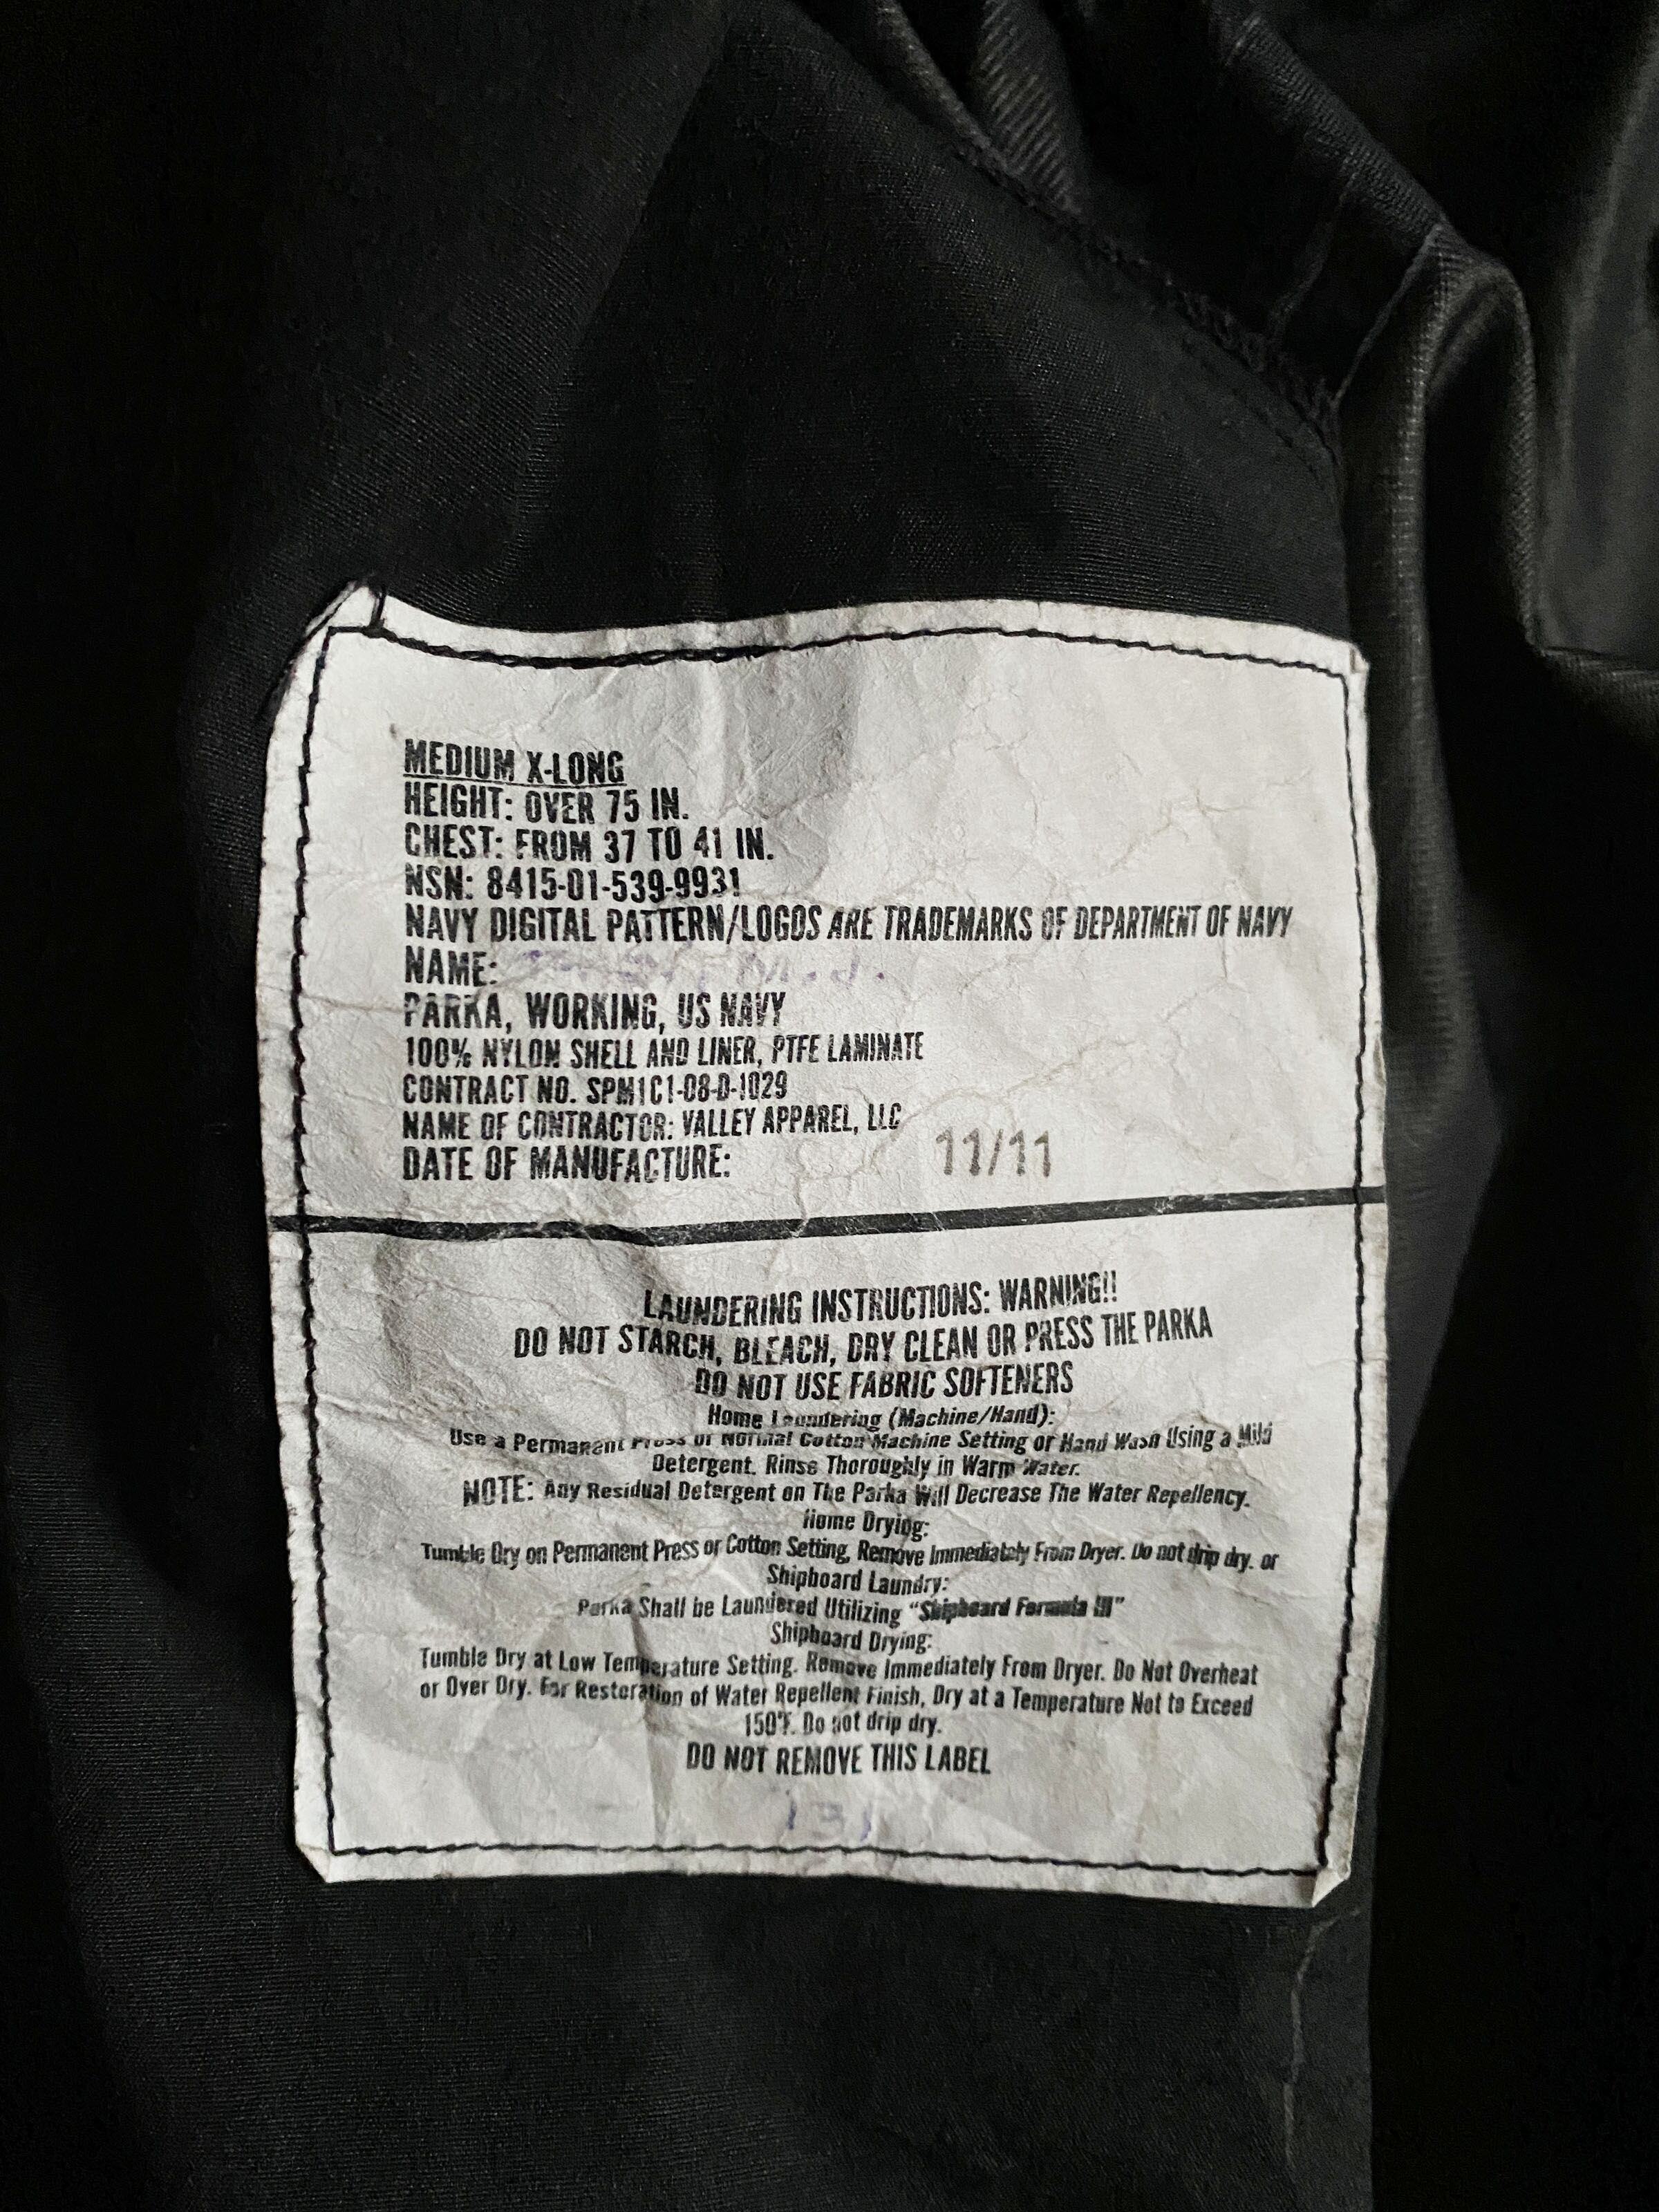 MEDIUM X-LONG
HEIGHT: OVER 75 IN.
CHEST: FROM 37 TO 41 IN.
NSN: 8415-01-539-9931
NAVY DIGITAL PATTERN/LOGOS ARE TRADEMARKS OF DEPARTMENT OF NAVY
NAME:
PARKA, WORKING, US NAVY
100% NYLON SHELL AND LINER, PTFE LAMINATE
CONTRACT NO. SPM1C1-08-D-1029
NAME OF CONTRACTOR: VALLEY APPAREL, LLC
DATE OF MANUFACTURE: 11/11
LAUNDERING INSTRUCTIONS: WARNING!!
DO NOT STARCH, BLEACH, DRY CLEAN OR PRESS THE PARKA
DO NOT USE FABRIC SOFTENERS
Home Laundering (Machine/Hand):
Use a Permanent Press or Normal Cotton Machine Setting or Hand Wash Using a Mild
Detergent. Rinse Thoroughly in Warm Water.
NOTE: Any Residual Detergent on The Parka Will Decrease The Water Repellency.
Home Drying:
Tumble Dry on Permanent Press or Cotton Setting, Remove Immediately From Dryer. Do not drip dry. or
Shipboard Laundry:
Parka Shall be Laundered Utilizing "Shipboard Formula III"
Shipboard Drying:
Tumble Dry at Low Temperature Setting. Remove Immediately From Dryer. Do Not Overheat
or Over Dry. For Restoration of Water Repellent Finish, Dry at a Temperature Not to Exceed
150°F. Do not drip dry.
DO NOT REMOVE THIS LABEL